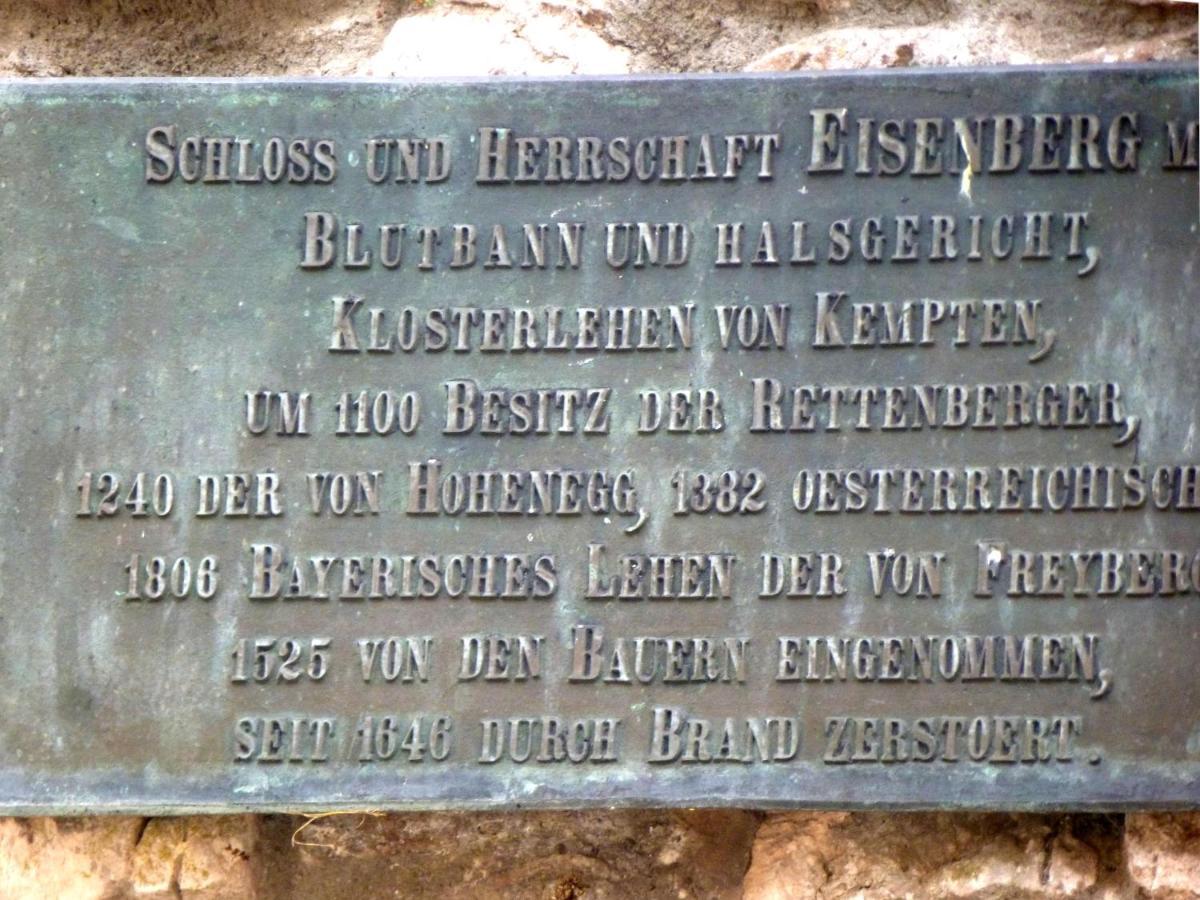 SCHLOSS UND HERRSCHAFT EISENBERG M
BLUTBANN UND HALSGERICHT,
KLOSTERLEHEN VON KEMPTEN,
UM 1100 BESITZ DER RETTENBERGER,
1240 DER VON HOHENEGG, 1382 OESTERREICHISCH
1806 BAYERISCHES LEHEN DER VON FREYBERG
1525 VON DEN BAUERN EINGENOMMEN,
SEIT 1646 DURCH BRAND ZERSTOERT.